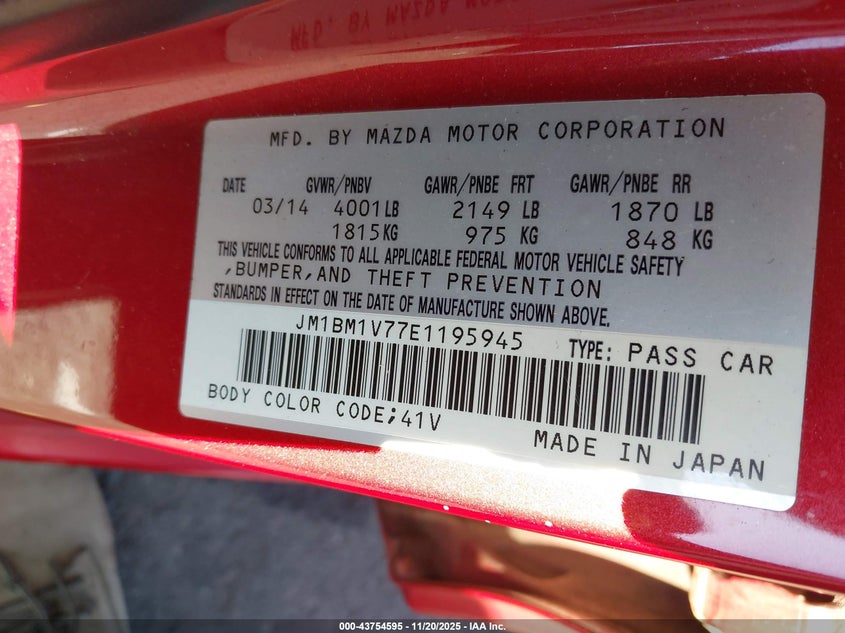 MFD. BY MAZDA MOTOR CORPORATION
DATE GVWR/PNBV GAWR/PNBE FRT GAWR/PNBE RR
03/14 4001LB 2149 LB 1870 LB
1815KG 975 KG 848 KG
THIS VEHICLE CONFORMS TO ALL APPLICABLE FEDERAL MOTOR VEHICLE SAFETY
,BUMPER,AND THEFT PREVENTION
STANDARDS IN EFFECT ON THE DATE OF MANUFACTURE SHOWN ABOVE.
JM1BM1V77E1195945 TYPE: PASS CAR
BODY COLOR CODE;41V
MADE IN JAPAN
000-43754595 - 11/20/2025 - IAA Inc.